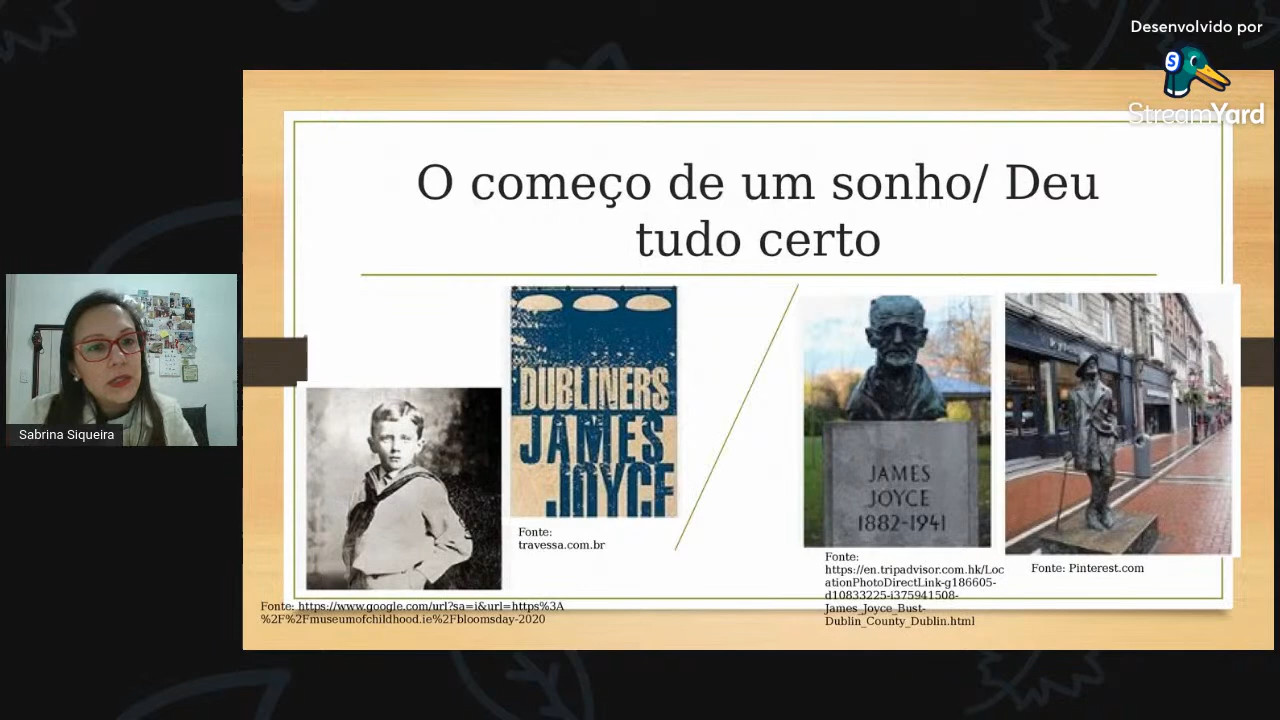 Desenvolvido por
S
StreamYard
O começo de um sonho/ Deu
tudo certo
Sabrina Siqueira
DUBLINERS
JAMES
JOYCE
Fonte:
travessa.com.br
JAMES
JOYCE
1882-1941
Fonte:
https://en.tripadvisor.com.hk/Loc
ationPhotoDirectLink-g186605-
d10833225-i375941508-
James_Joyce_Bust-
Dublin_County_Dublin.html
Fonte: Pinterest.com
Fonte: https://www.google.com/url?sa=i&url=https%3A
%2F%2Fmuseumofchildhood.ie%2Fbloomsday-2020